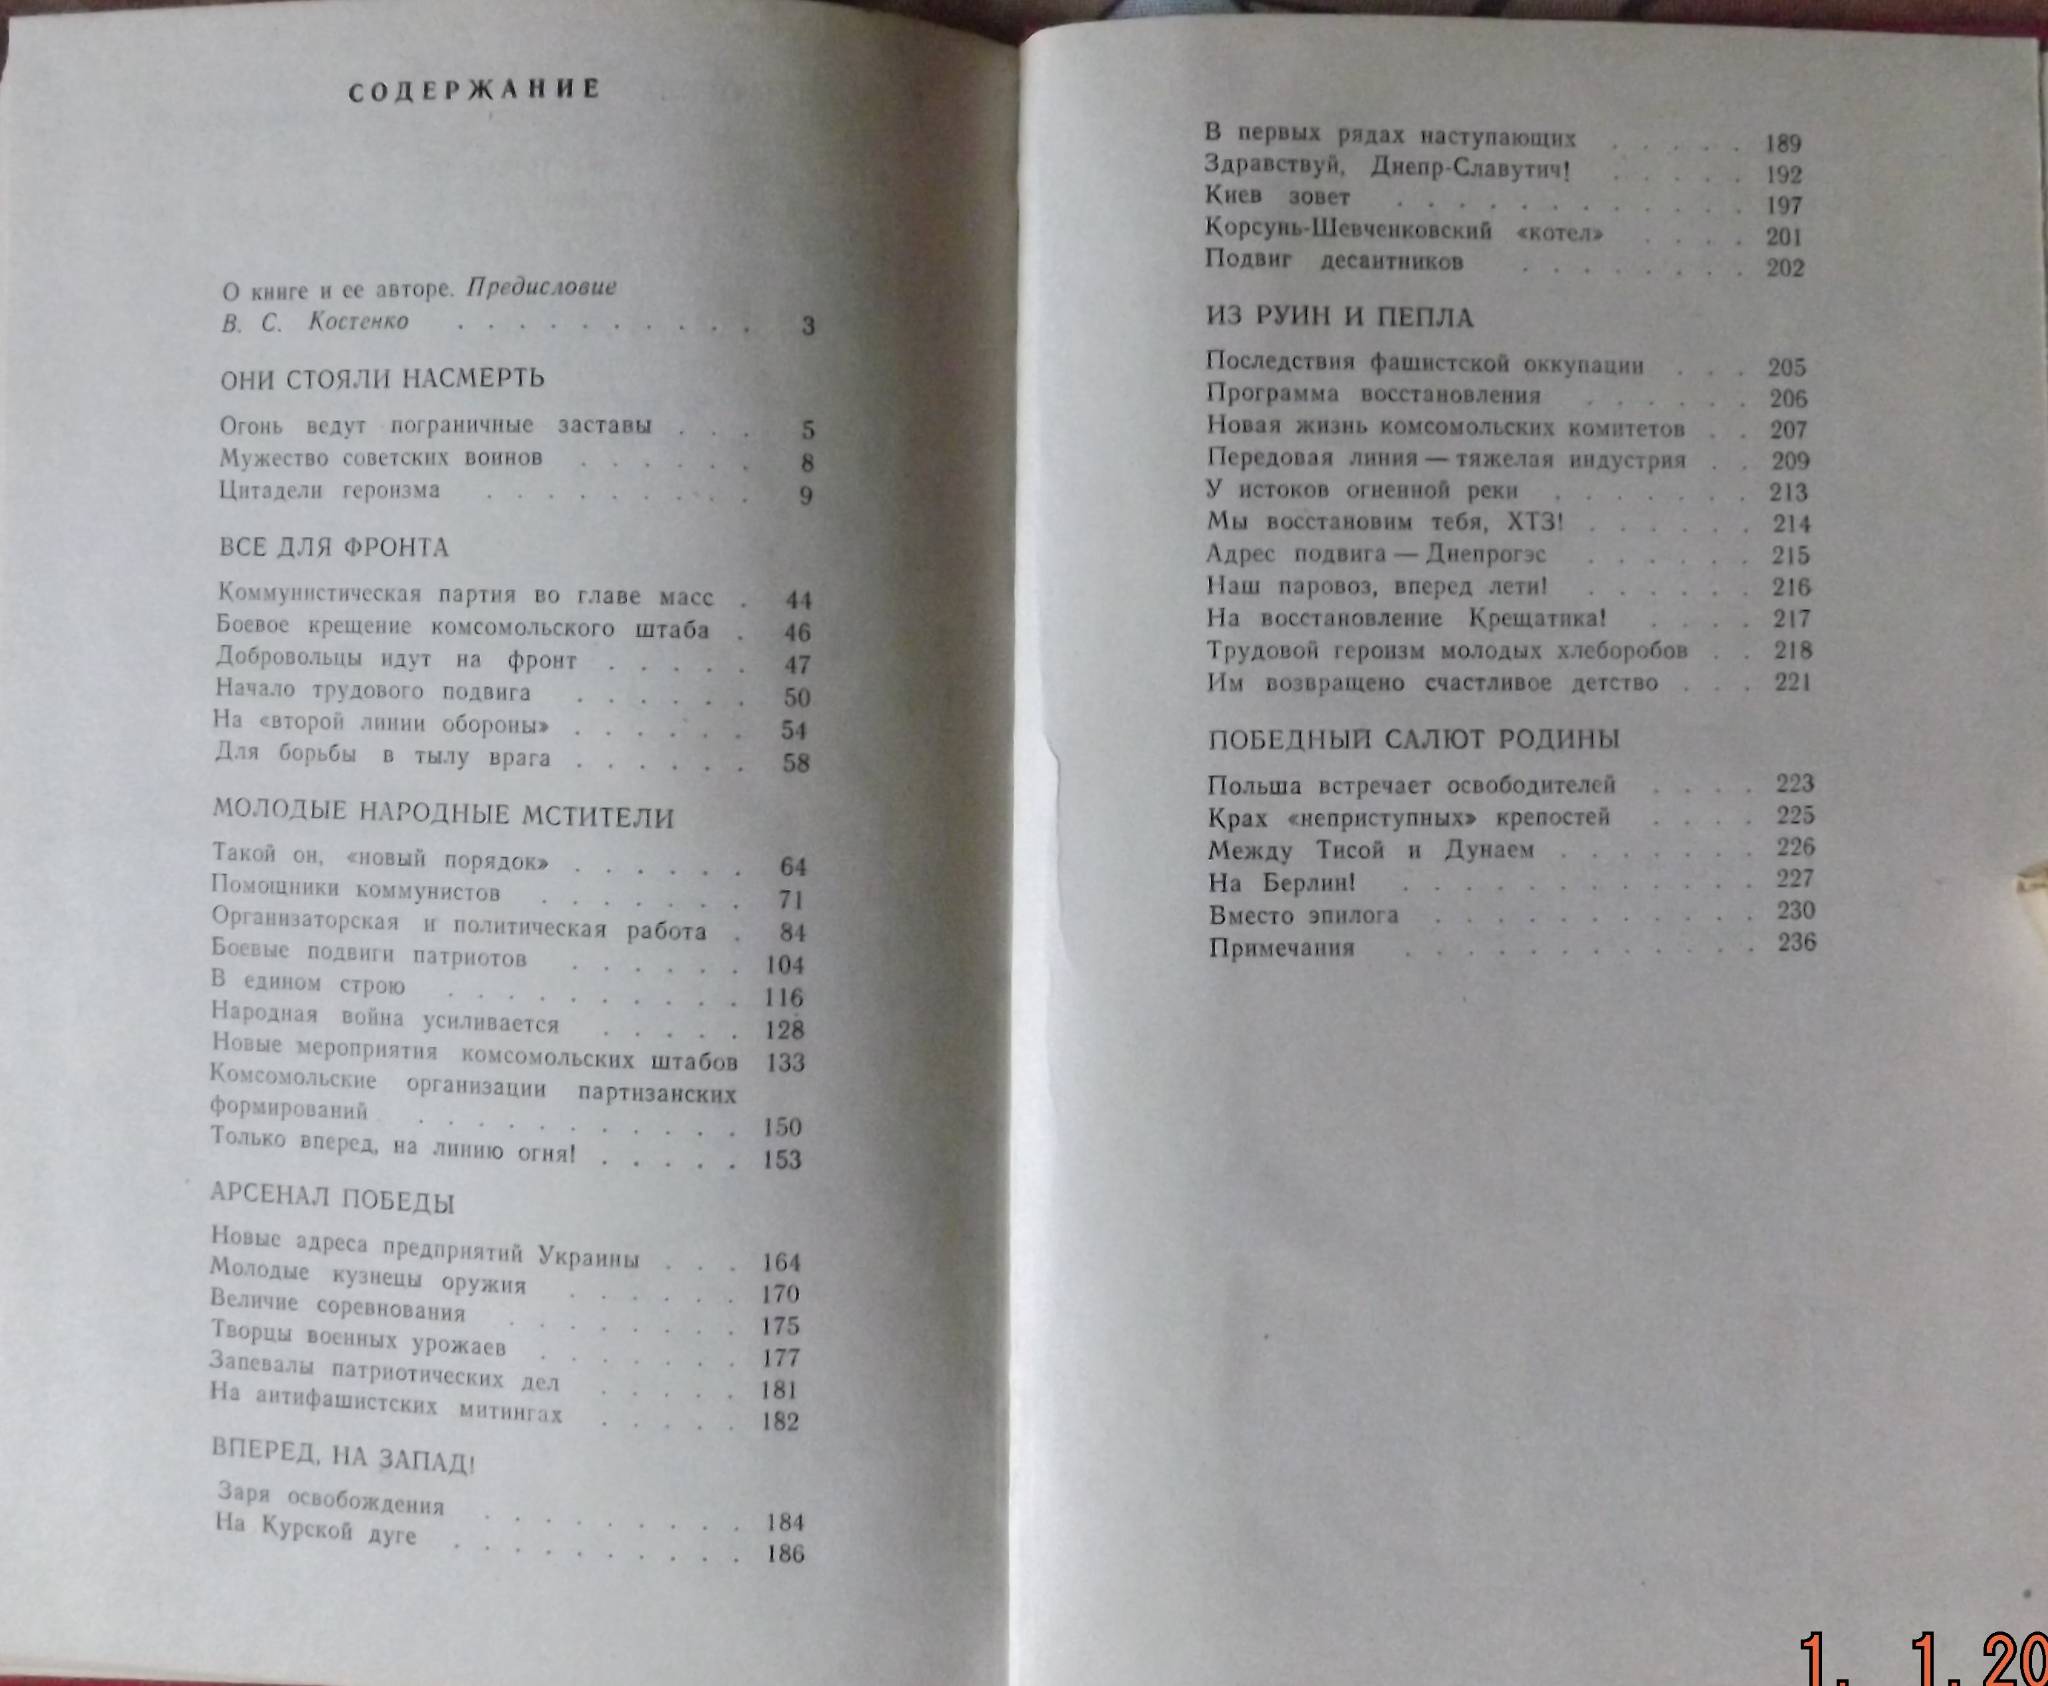 СОДЕРЖАНИЕ
О книге и ее авторе. Предисловие
В. С. Костенко . . . . . . . . . . 3
ОНИ СТОЯЛИ НАСМЕРТЬ
Огонь ведут пограничные заставы . . . 5
Мужество советских воинов . . . . . . 8
Цитадели героизма . . . . . . . . . 9
ВСЕ ДЛЯ ФРОНТА
Коммунистическая партия во главе масс . 44
Боевое крещение комсомольского штаба . 46
Добровольцы идут на фронт . . . . . 47
Начало трудового подвига . . . . . . 50
На «второй линии обороны» . . . . . . 54
Для борьбы в тылу врага . . . . . . 58
МОЛОДЫЕ НАРОДНЫЕ МСТИТЕЛИ
Такой он, «новый порядок» . . . . . . 64
Помощники коммунистов . . . . . . . 71
Организаторская и политическая работа . 84
Боевые подвиги патриотов . . . . . . 104
В едином строю . . . . . . . . . . 116
Народная война усиливается . . . . . 128
Новые мероприятия комсомольских штабов 133
Комсомольские организации партизанских
формирований . . . . . . . . . . . 150
Только вперед, на линию огня! . . . . . 153
АРСЕНАЛ ПОБЕДЫ
Новые адреса предприятий Украины . . . 164
Молодые кузнецы оружия . . . . . . 170
Величие соревнования . . . . . . . . 175
Творцы военных урожаев . . . . . . . 177
Запевалы патриотических дел . . . . . 181
На антифашистских митингах . . . . . 182
ВПЕРЕД, НА ЗАПАД!
Заря освобождения . . . . . . . . . 184
На Курской дуге . . . . . . . . . . 186
В первых рядах наступающих . . . . . 189
Здравствуй, Днепр-Славутич! . . . . . 192
Киев зовет . . . . . . . . . . . . 197
Корсунь-Шевченковский «котел» . . . . 201
Подвиг десантников . . . . . . . . 202
ИЗ РУИН И ПЕПЛА
Последствия фашистской оккупации . . . 205
Программа восстановления . . . . . . 206
Новая жизнь комсомольских комитетов . . 207
Передовая линия — тяжелая индустрия . . 209
У истоков огненной реки . . . . . . . 213
Мы восстановим тебя, ХТЗ! . . . . . . 214
Адрес подвига — Днепрогэс . . . . . . 215
Наш паровоз, вперед лети! . . . . . . 216
На восстановление Крещатика! . . . . 217
Трудовой героизм молодых хлеборобов . . 218
Им возвращено счастливое детство . . . 221
ПОБЕДНЫЙ САЛЮТ РОДИНЫ
Польша встречает освободителей . . . . 223
Крах «неприступных» крепостей . . . . 225
Между Тисой и Дунаем . . . . . . . 226
На Берлин! . . . . . . . . . . . . 227
Вместо эпилога . . . . . . . . . . . 230
Примечания . . . . . . . . . . . . 236
1. 1.20